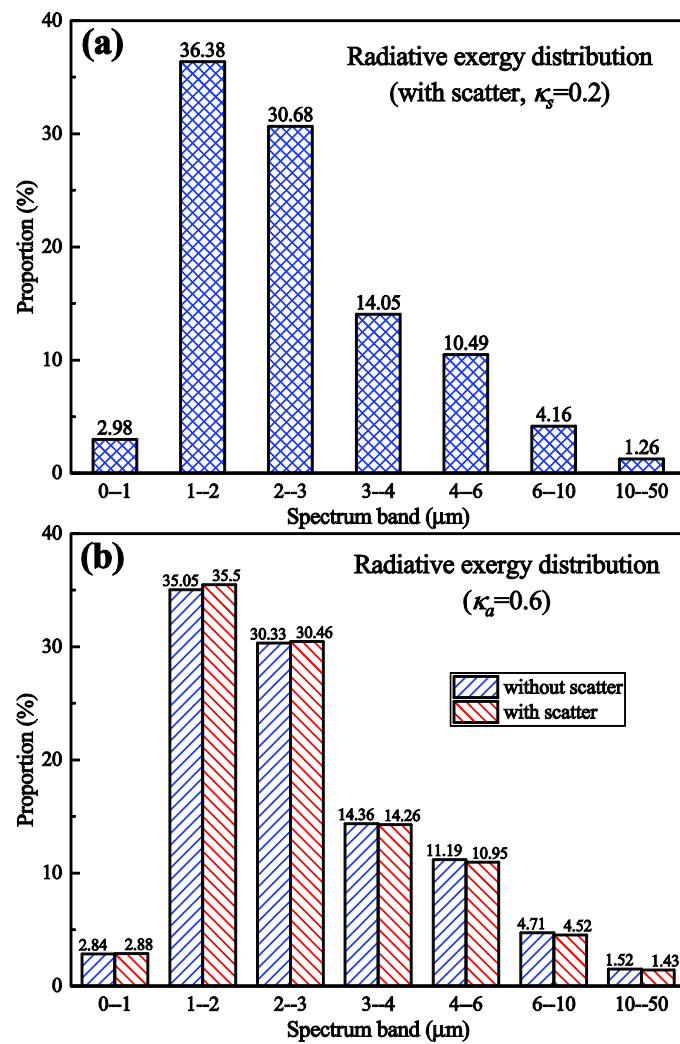 (a)
Radiative exergy distribution
(with scatter, κs=0.2)
Proportion (%)
40
30
20
10
0
2.98
36.38
30.68
14.05
10.49
4.16
1.26
0--1 1--2 2--3 3--4 4--6 6--10 10--50
Spectrum band (μm)
(b)
Radiative exergy distribution
(κa=0.6)
without scatter
with scatter
Proportion (%)
40
30
20
10
0
2.84 2.88
35.05 35.5
30.33 30.46
14.36 14.26
11.19 10.95
4.71 4.52
1.52 1.43
0--1 1--2 2--3 3--4 4--6 6--10 10--50
Spectrum band (μm)